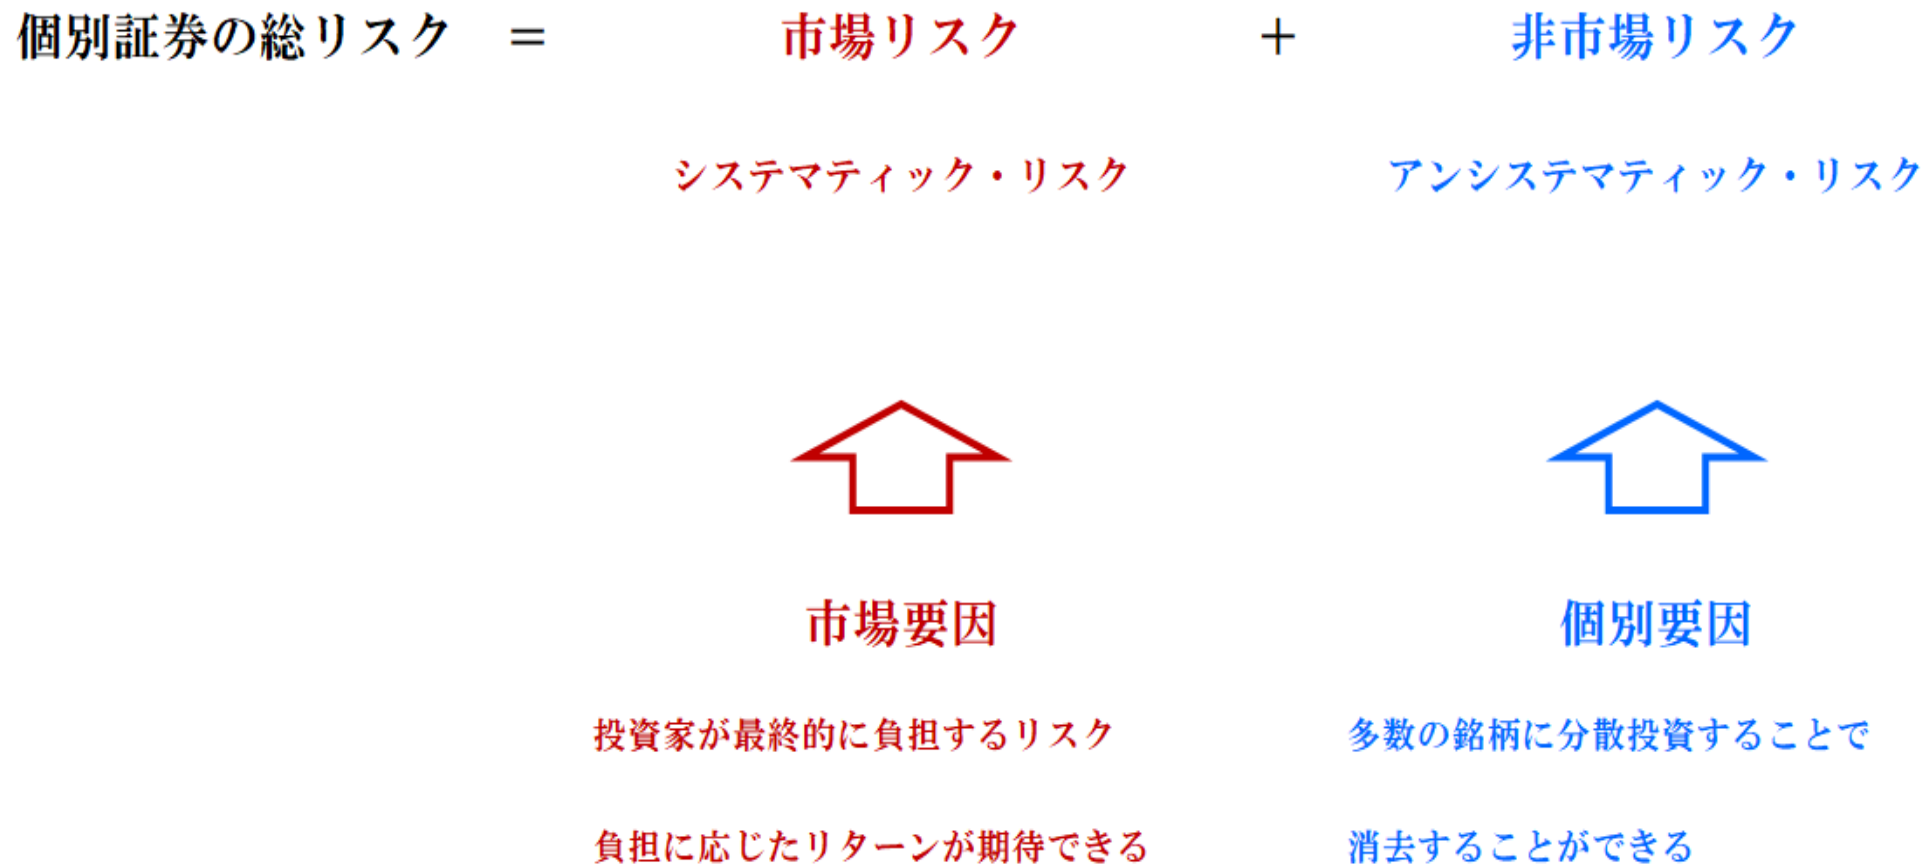 個別証券の総リスク ＝ 市場リスク ＋ 非市場リスク
システマティック・リスク アンシステマティック・リスク
市場要因 個別要因
投資家が最終的に負担するリスク 多数の銘柄に分散投資することで
負担に応じたリターンが期待できる 消去することができる